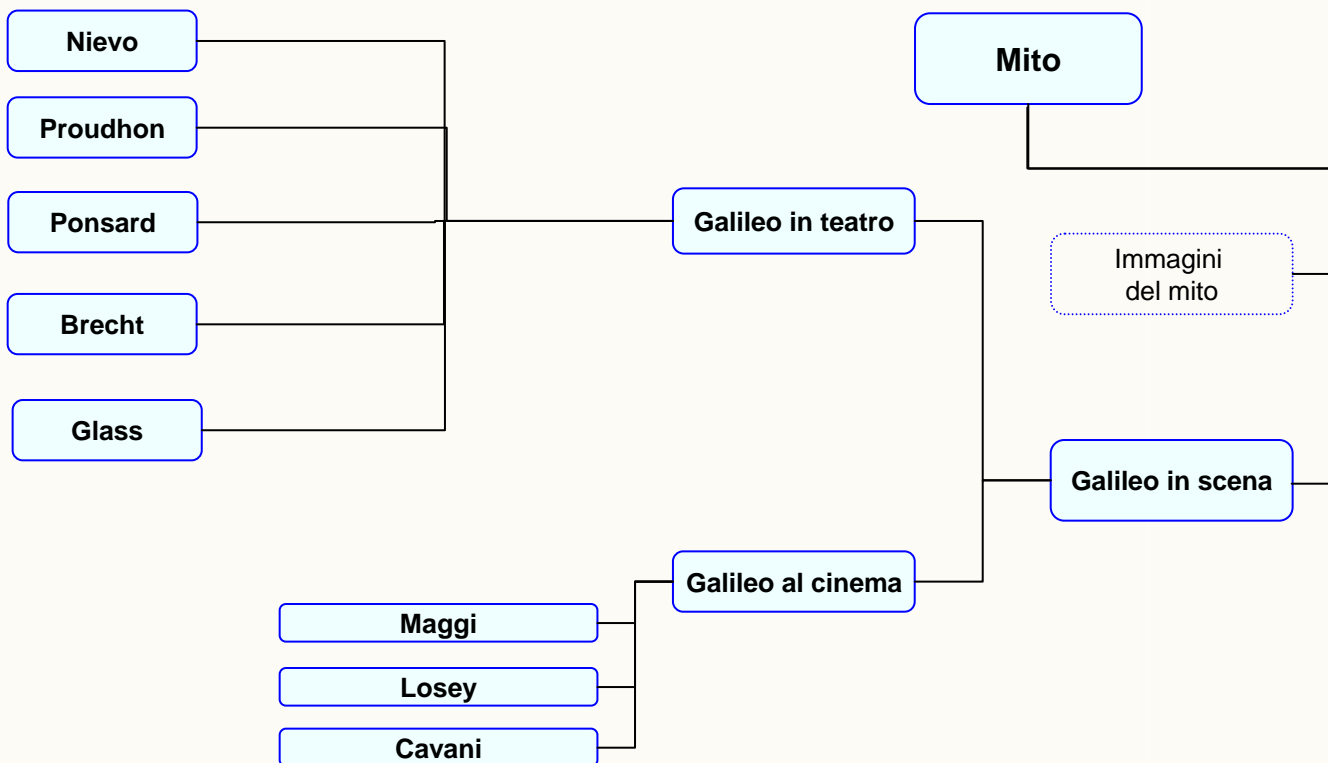 Nievo
Mito
Proudhon
Ponsard
Galileo in teatro
Immagini
del mito
Brecht
Glass
Galileo in scena
Galileo al cinema
Maggi
Losey
Cavani